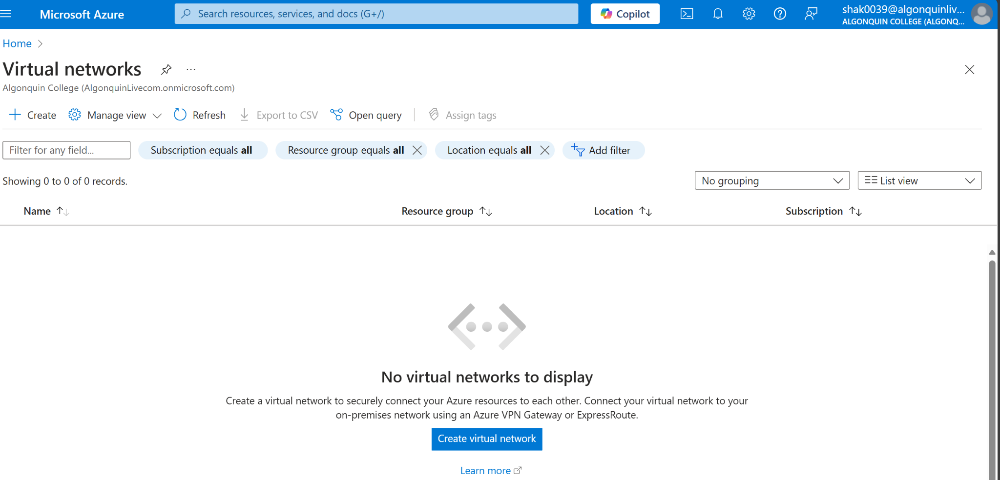 Microsoft Azure
Search resources, services, and docs (G+/)
Copilot
shak0039@algonquinliv...
ALGONQUIN COLLEGE (ALGONQ...
Home
Virtual networks
...
Algonquin College (AlgonquinLivecom.onmicrosoft.com)
Create
Manage view
Refresh
Export to CSV
Open query
Assign tags
Filter for any field...
Subscription equals all
Resource group equals all
Location equals all
Add filter
Showing 0 to 0 of 0 records.
No grouping
List view
Name
Resource group
Location
Subscription
No virtual networks to display
Create a virtual network to securely connect your Azure resources to each other. Connect your virtual network to your
on-premises network using an Azure VPN Gateway or ExpressRoute.
Create virtual network
Learn more